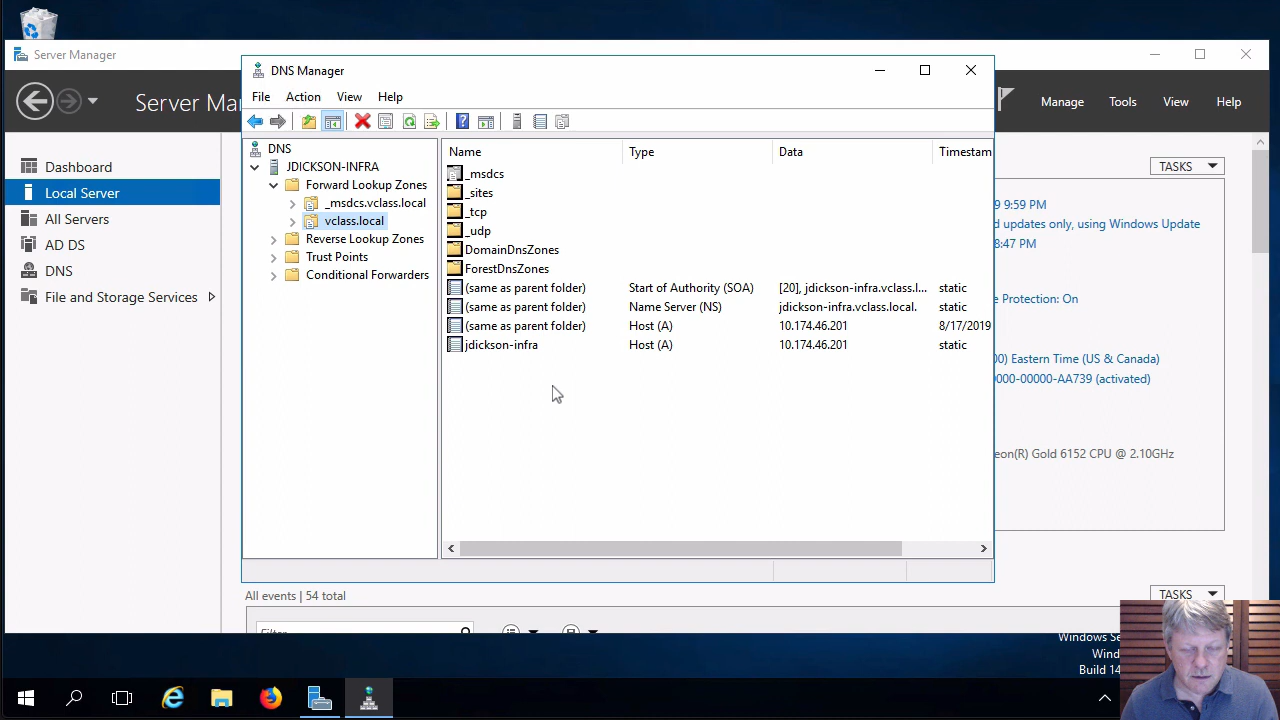 Server Manager
DNS Manager
Server Ma
Manage
Tools
View
Help
File
Action
View
Help
Dashboard
Local Server
All Servers
AD DS
DNS
File and Storage Services
DNS
JDICKSON-INFRA
Forward Lookup Zones
_msdcs.vclass.local
vclass.local
Reverse Lookup Zones
Trust Points
Conditional Forwarders
Name Type Data Timestam
_msdcs
_sites
_tcp
_udp
DomainDnsZones
ForestDnsZones
(same as parent folder) Start of Authority (SOA) [20], jdickson-infra.vclass.l... static
(same as parent folder) Name Server (NS) jdickson-infra.vclass.local. static
(same as parent folder) Host (A) 10.174.46.201 8/17/2019
jdickson-infra Host (A) 10.174.46.201 static
TASKS
9 9:59 PM
d updates only, using Windows Update
8:47 PM
e Protection: On
00) Eastern Time (US & Canada)
0000-00000-AA739 (activated)
eon(R) Gold 6152 CPU @ 2.10GHz
All events | 54 total
TASKS
Filter
Windows Se
Wind
Build 14